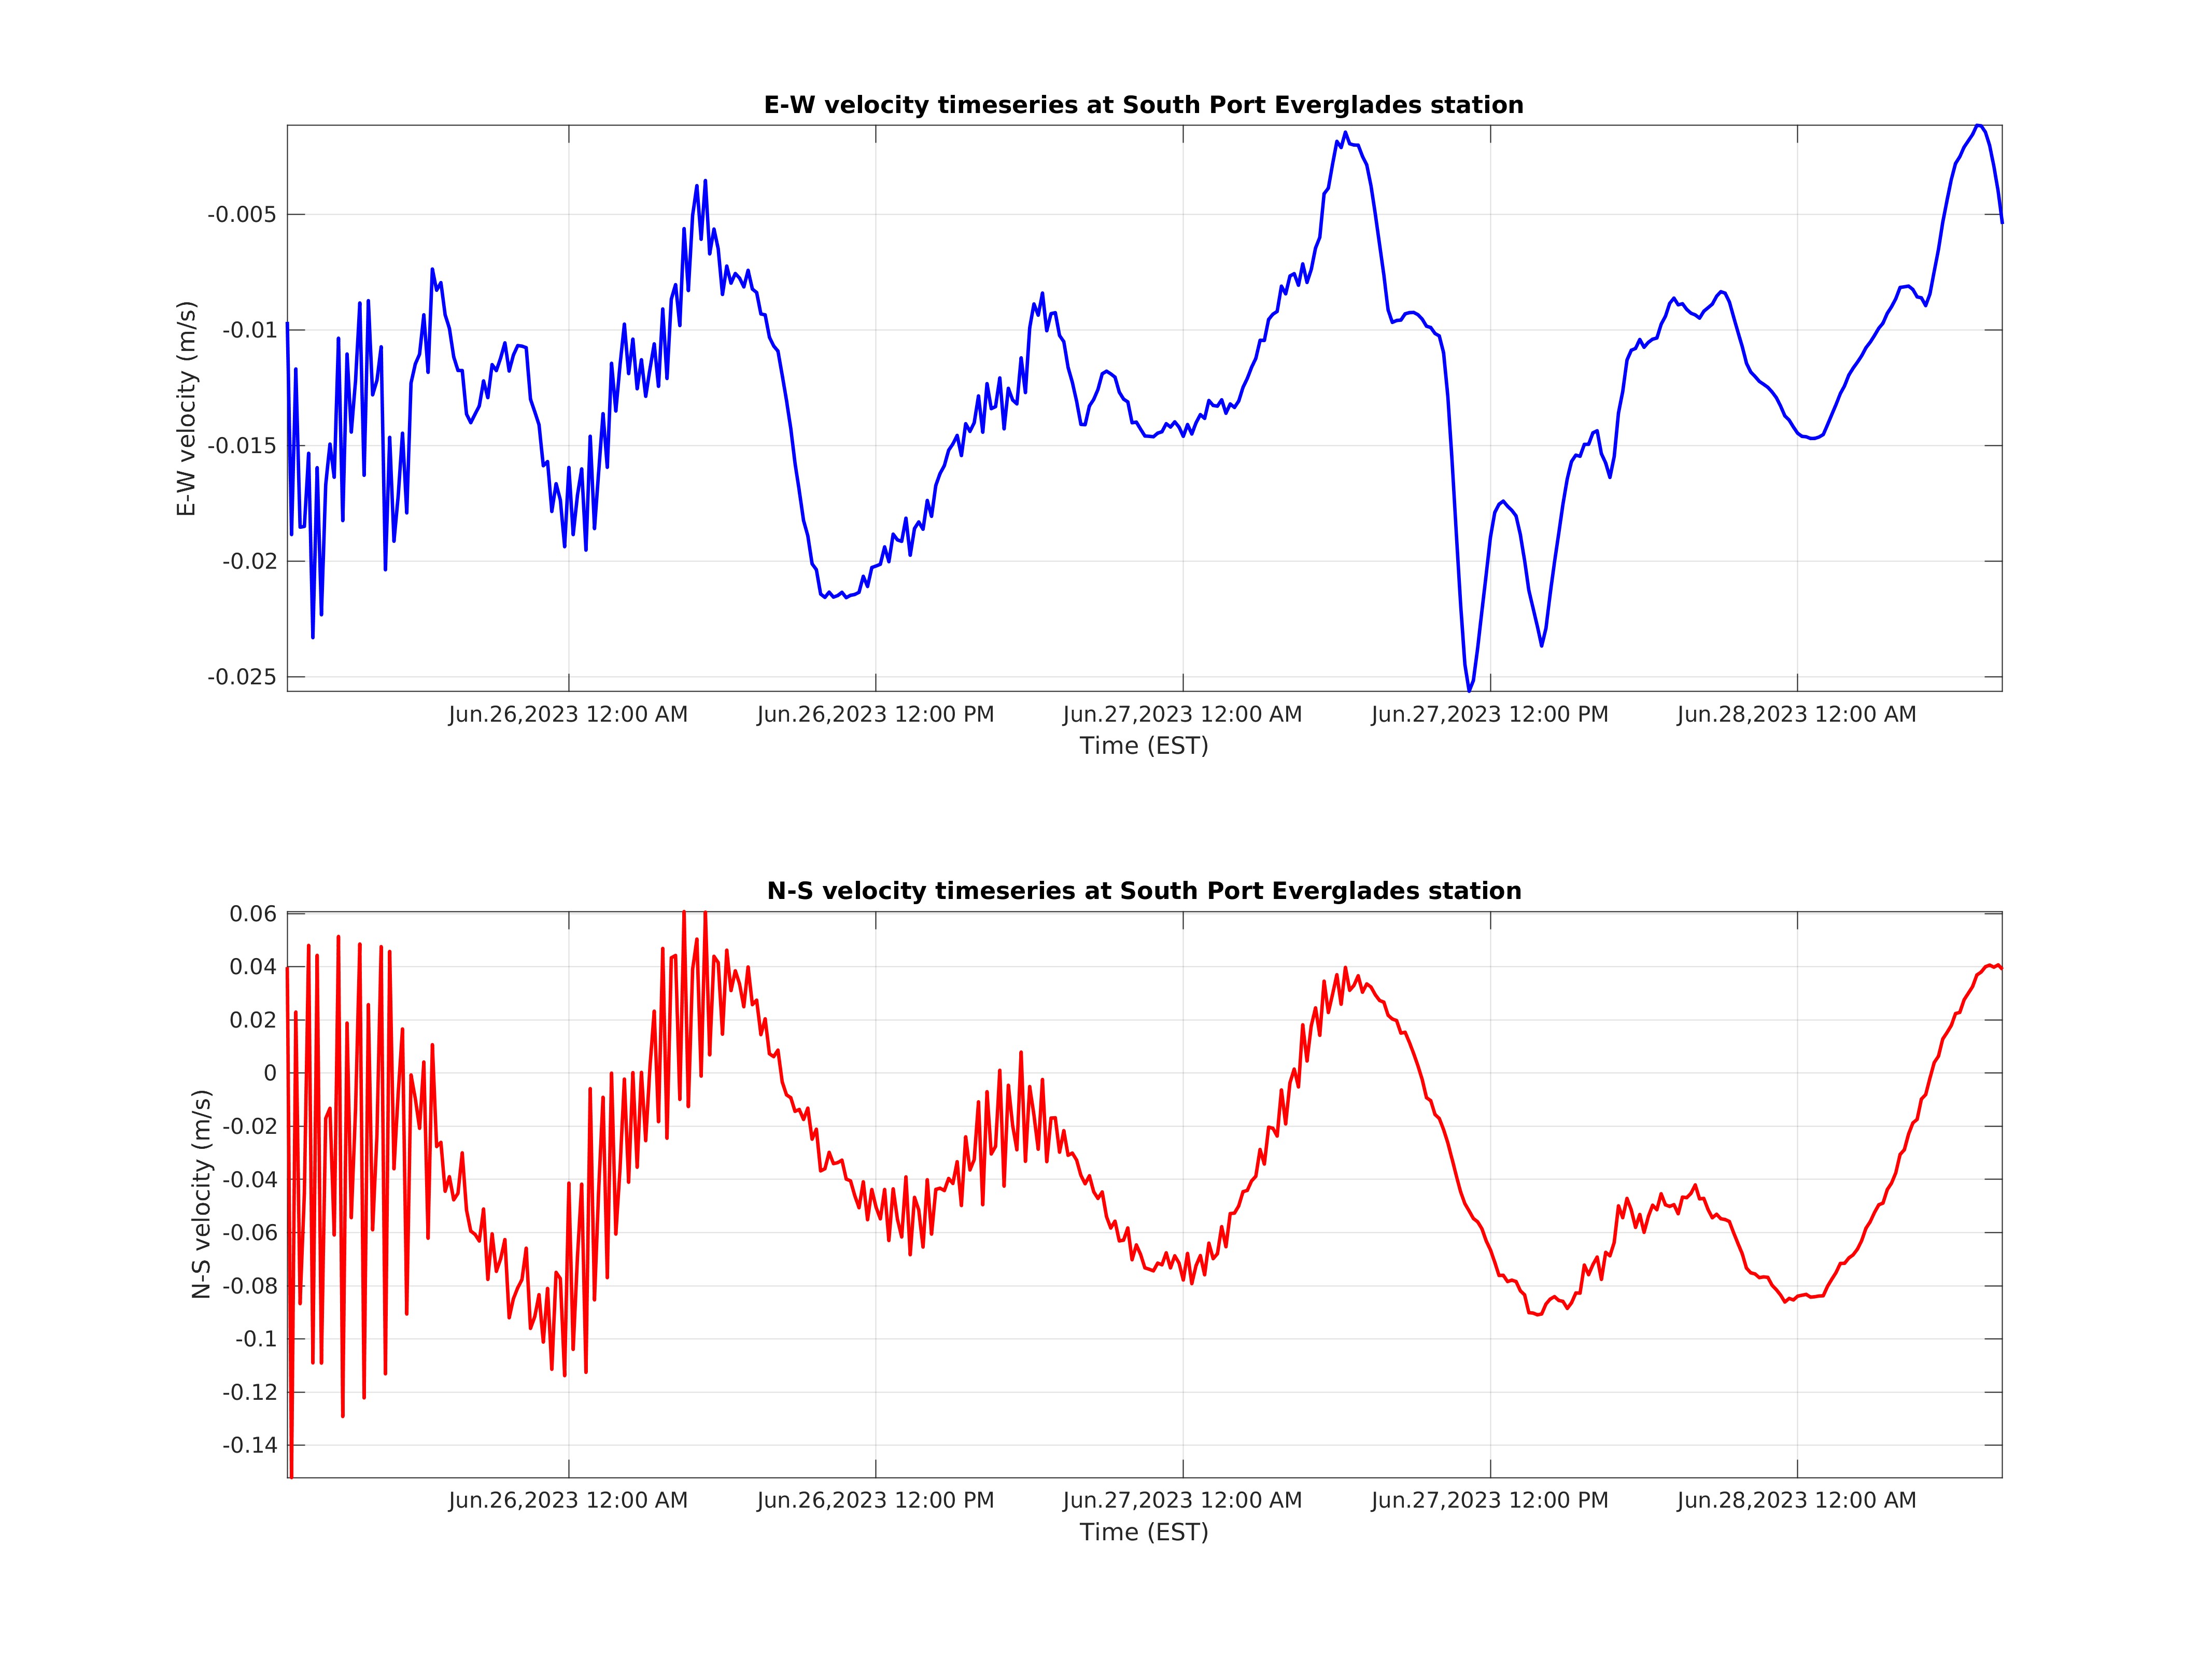 E-W velocity timeseries at South Port Everglades station
-0.005
-0.01
-0.015
-0.02
-0.025
E-W velocity (m/s)
Jun.26,2023 12:00 AM Jun.26,2023 12:00 PM Jun.27,2023 12:00 AM Jun.27,2023 12:00 PM Jun.28,2023 12:00 AM
Time (EST)
N-S velocity timeseries at South Port Everglades station
0.06
0.04
0.02
0
-0.02
-0.04
-0.06
-0.08
-0.1
-0.12
-0.14
N-S velocity (m/s)
Jun.26,2023 12:00 AM Jun.26,2023 12:00 PM Jun.27,2023 12:00 AM Jun.27,2023 12:00 PM Jun.28,2023 12:00 AM
Time (EST)